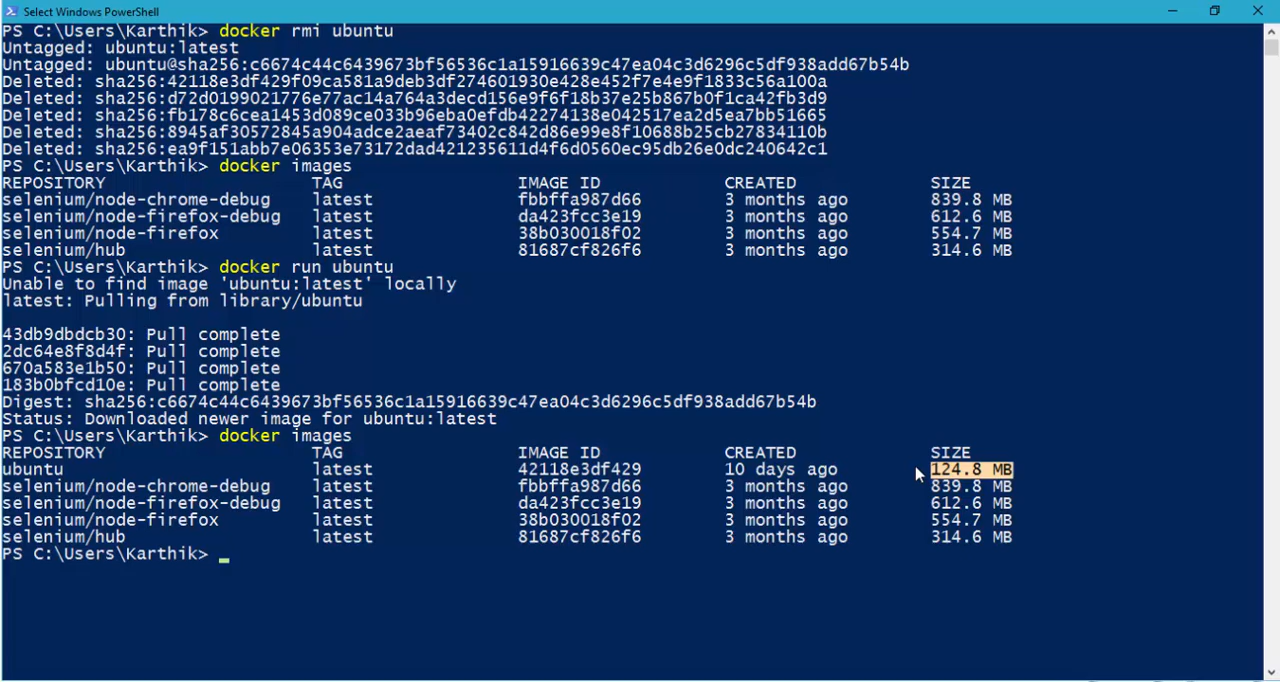 Select Windows PowerShell
PS C:\Users\Karthik> docker rmi ubuntu
Untagged: ubuntu:latest
Untagged: ubuntu@sha256:c6674c44c6439673bf56536c1a15916639c47ea04c3d6296c5df938add67b54b
Deleted: sha256:42118e3df429f09ca581a9deb3df274601930e428e452f7e4e9f1833c56a100a
Deleted: sha256:d72d0199021776e77ac14a764a3decd156e9f6f18b37e25b867b0f1ca42fb3d9
Deleted: sha256:fb178c6cea1453d089ce033b96eba0efdb42274138e042517ea2d5ea7bb51665
Deleted: sha256:8945af30572845a904adce2aeaf73402c842d86e99e8f10688b25cb27834110b
Deleted: sha256:ea9f151abb7e06353e73172dad421235611d4f6d0560ec95db26e0dc240642c1
PS C:\Users\Karthik> docker images
REPOSITORY TAG IMAGE ID CREATED SIZE
selenium/node-chrome-debug latest fbbffa987d66 3 months ago 839.8 MB
selenium/node-firefox-debug latest da423fcc3e19 3 months ago 612.6 MB
selenium/node-firefox latest 38b030018f02 3 months ago 554.7 MB
selenium/hub latest 81687cf826f6 3 months ago 314.6 MB
PS C:\Users\Karthik> docker run ubuntu
Unable to find image 'ubuntu:latest' locally
latest: Pulling from library/ubuntu
43db9dbdcb30: Pull complete
2dc64e8f8d4f: Pull complete
670a583e1b50: Pull complete
183b0bfcd10e: Pull complete
Digest: sha256:c6674c44c6439673bf56536c1a15916639c47ea04c3d6296c5df938add67b54b
Status: Downloaded newer image for ubuntu:latest
PS C:\Users\Karthik> docker images
REPOSITORY TAG IMAGE ID CREATED SIZE
ubuntu latest 42118e3df429 10 days ago 124.8 MB
selenium/node-chrome-debug latest fbbffa987d66 3 months ago 839.8 MB
selenium/node-firefox-debug latest da423fcc3e19 3 months ago 612.6 MB
selenium/node-firefox latest 38b030018f02 3 months ago 554.7 MB
selenium/hub latest 81687cf826f6 3 months ago 314.6 MB
PS C:\Users\Karthik>